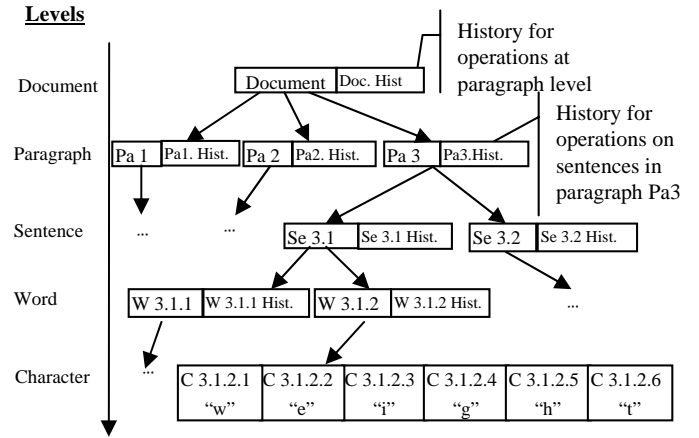 Levels
History for
operations at
paragraph level
Document
Document Doc. Hist
History for
operations on
sentences in
paragraph Pa3
Paragraph
Pa 1 Pa1. Hist. Pa 2 Pa2. Hist. Pa 3 Pa3.Hist.
Sentence
... ...
Se 3.1 Se 3.1 Hist. Se 3.2 Se 3.2 Hist.
Word
W 3.1.1 W 3.1.1 Hist. W 3.1.2 W 3.1.2 Hist.
...
Character
...
C 3.1.2.1 C 3.1.2.2 C 3.1.2.3 C 3.1.2.4 C 3.1.2.5 C 3.1.2.6
“w” “e” “i” “g” “h” “t”